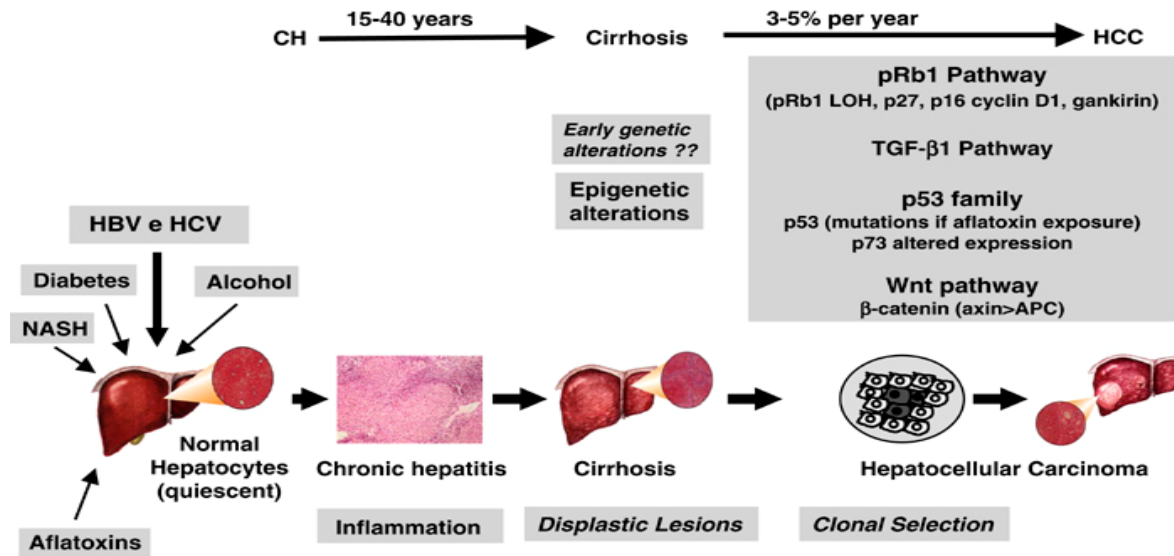 15-40 years
3-5% per year
CH
Cirrhosis
HCC
pRb1 Pathway
(pRb1 LOH, p27, p16 cyclin D1, gankirin)
Early genetic
alterations ??
TGF-β1 Pathway
Epigenetic
alterations
p53 family
p53 (mutations if aflatoxin exposure)
p73 altered expression
HBV e HCV
Wnt pathway
β-catenin (axin>APC)
Diabetes
Alcohol
NASH
Normal
Hepatocytes
(quiescent)
Chronic hepatitis
Cirrhosis
Hepatocellular Carcinoma
Aflatoxins
Inflammation
Displastic Lesions
Clonal Selection